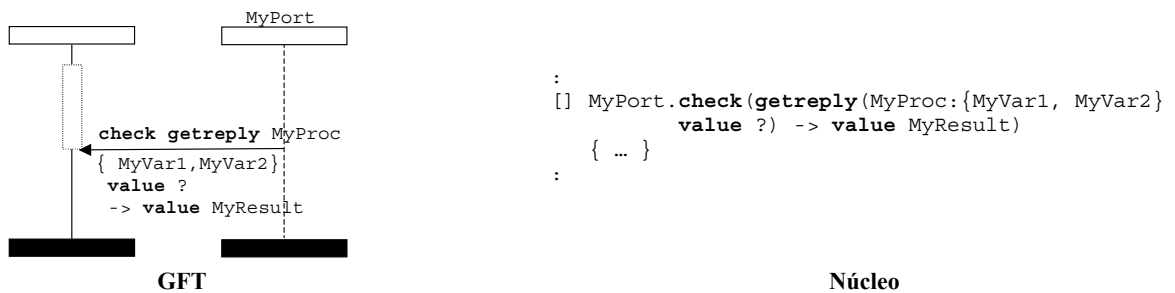 MyPort
check getreply MyProc
{ MyVar1,MyVar2}
value ?
-> value MyResult
GFT
:
[] MyPort.check(getreply(MyProc:{MyVar1, MyVar2}
value ?) -> value MyResult)
{ … }
:
Núcleo